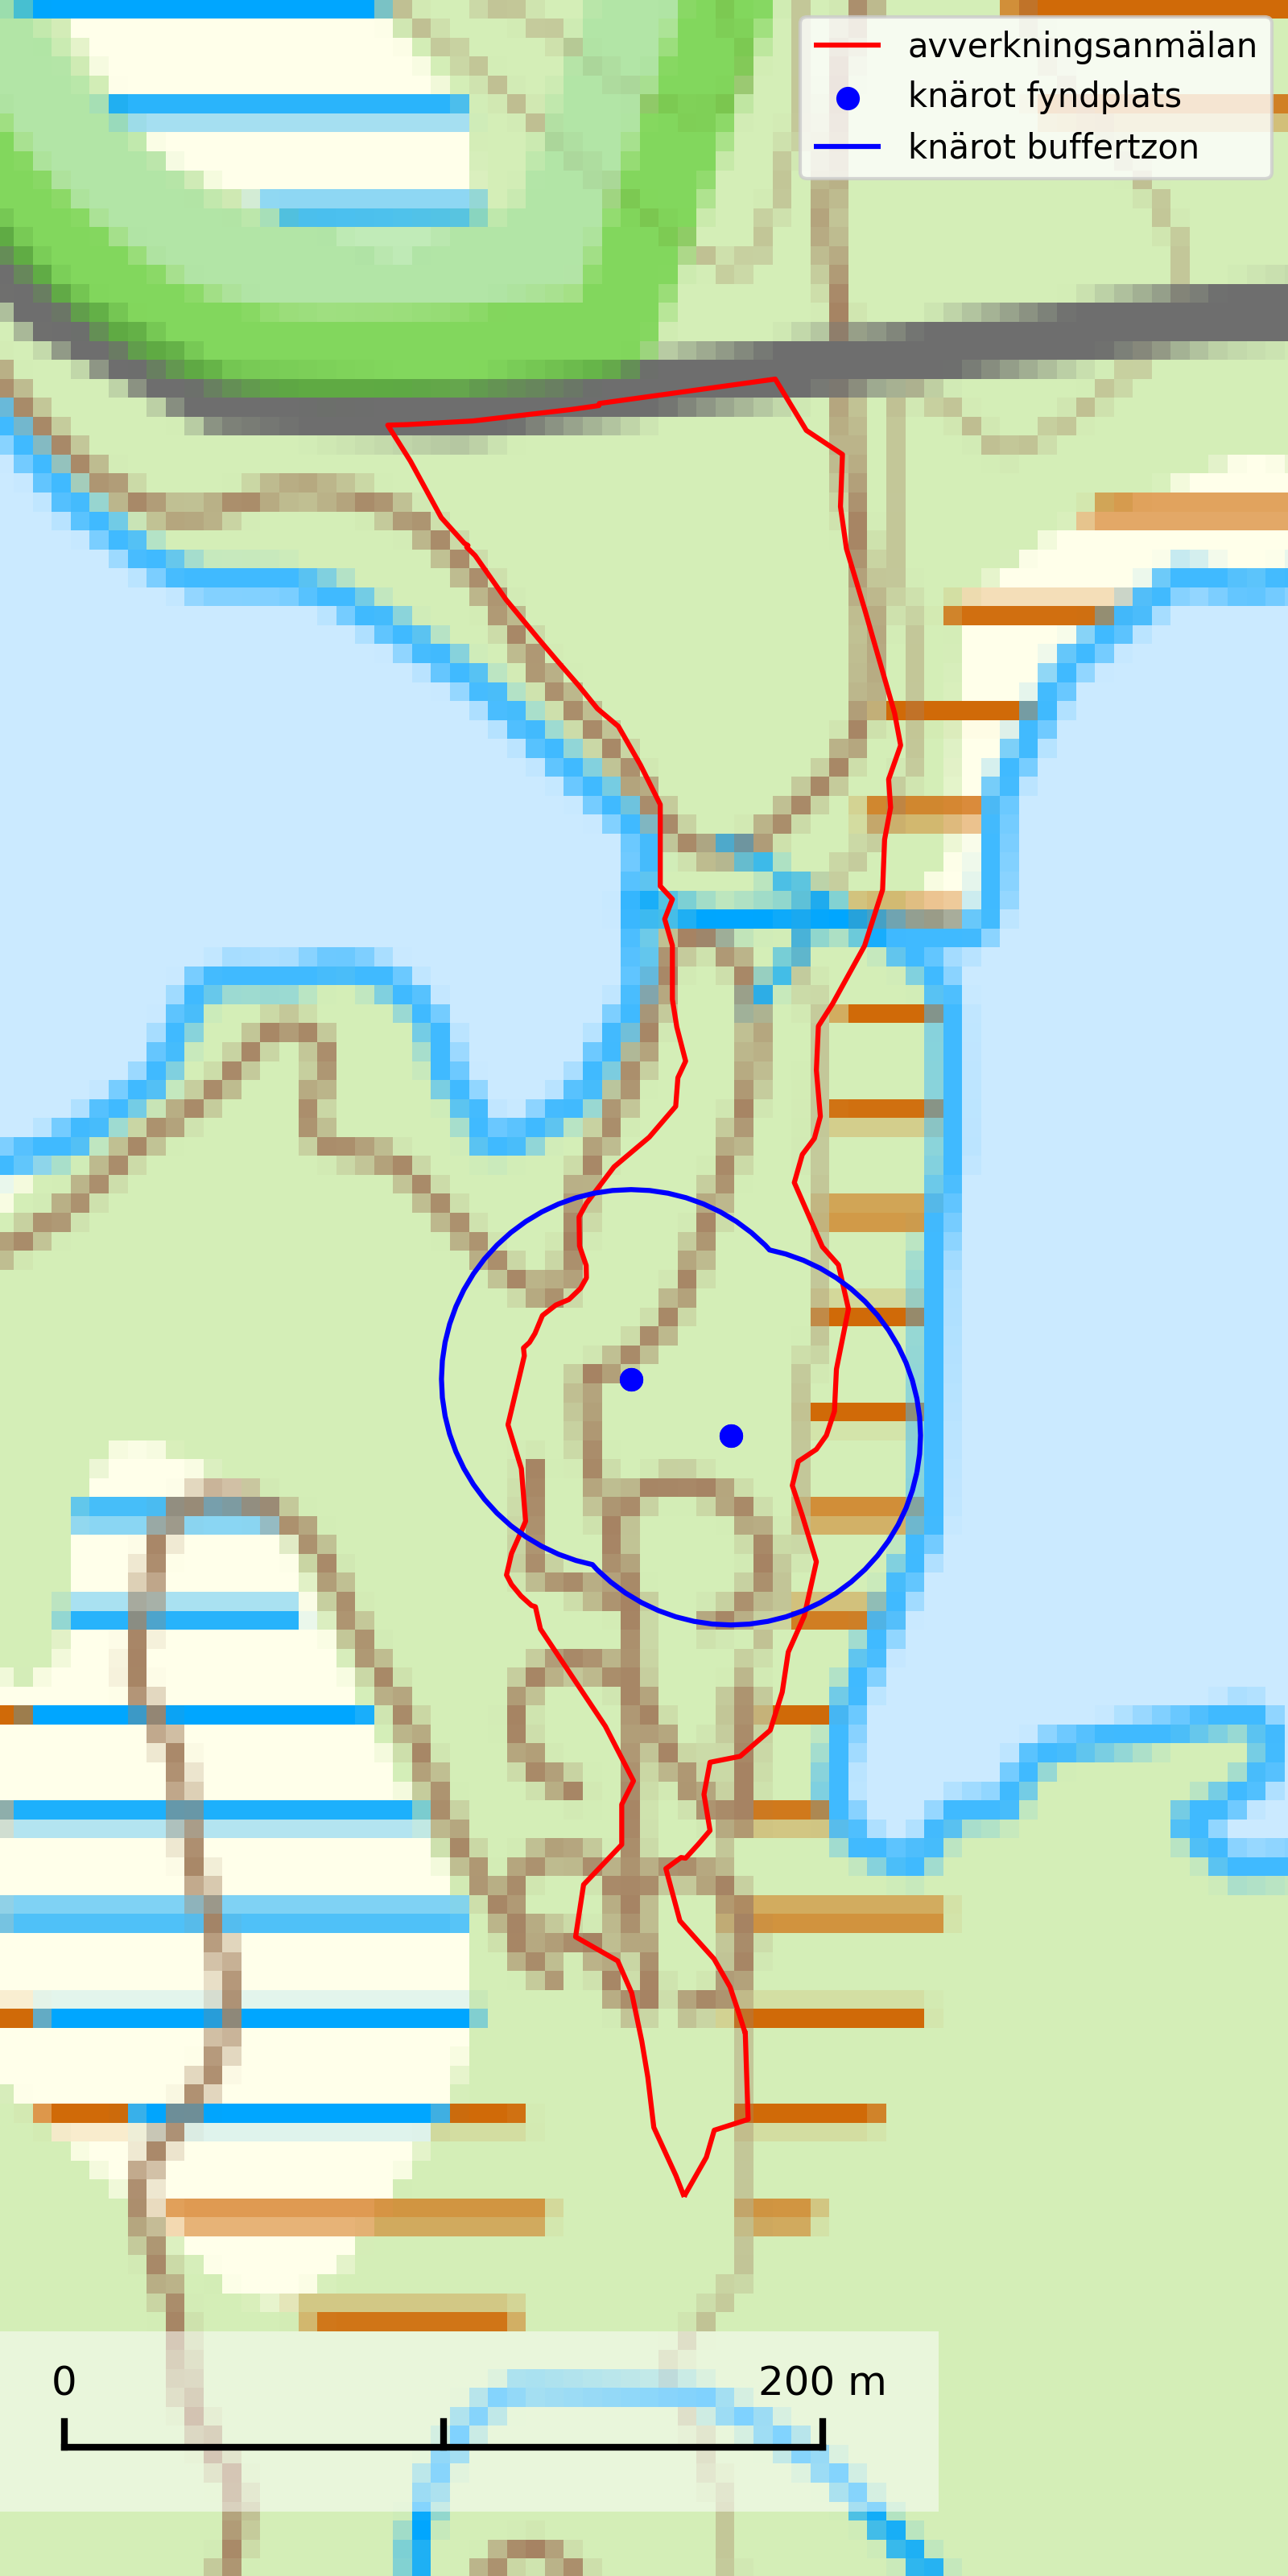 avverkningsanmälan
knärot fyndplats
knärot buffertzon
0 200 m